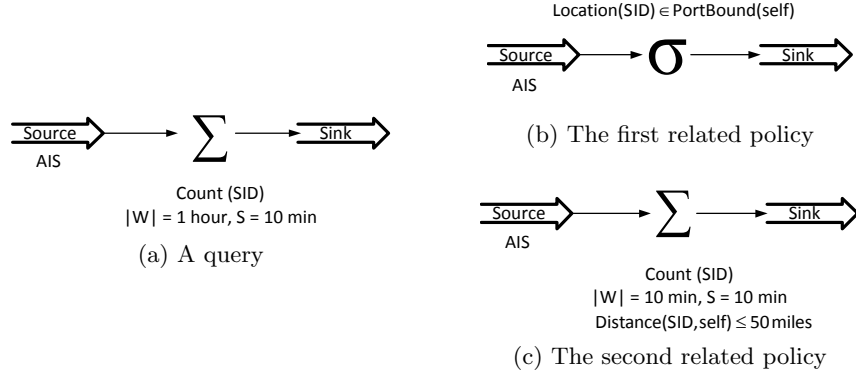 Source
Sink
AIS
∑
Count (SID)
|W| = 1 hour, S = 10 min
(a) A query
Location(SID) ∈ PortBound(self)
Source
σ
Sink
AIS
(b) The first related policy
Source
∑
Sink
AIS
Count (SID)
|W| = 10 min, S = 10 min
Distance(SID,self) ≤ 50 miles
(c) The second related policy